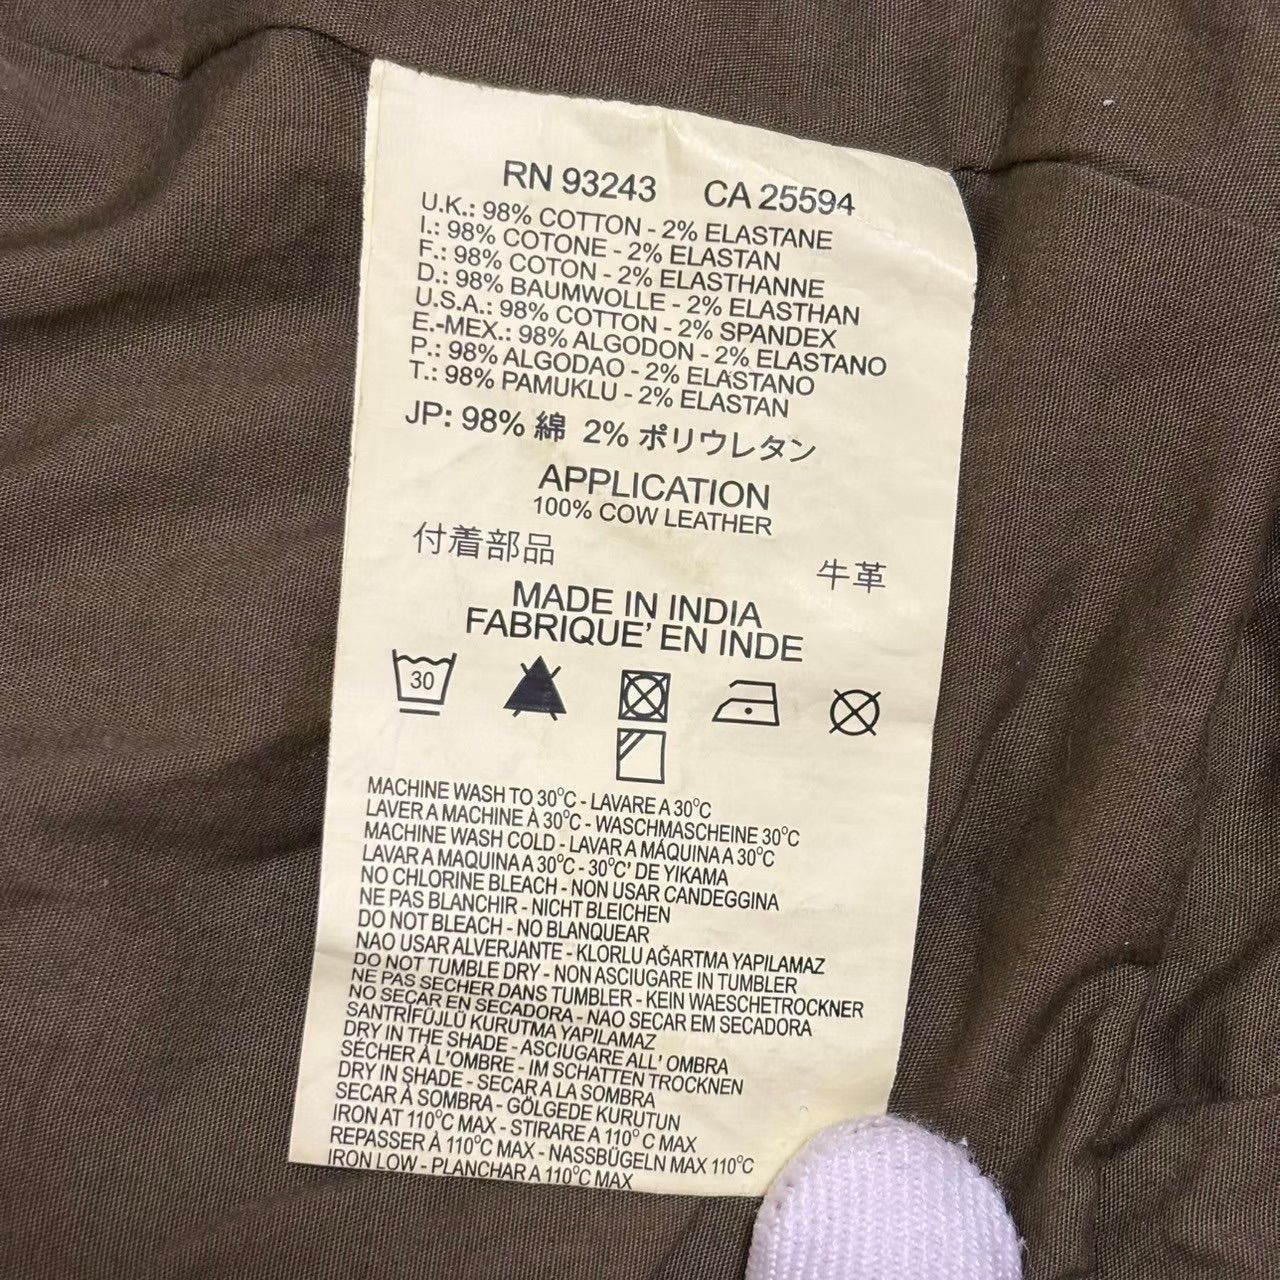 RN 93243 CA 25594
U.K.: 98% COTTON - 2% ELASTANE
I.: 98% COTONE - 2% ELASTAN
F.: 98% COTON - 2% ELASTHANNE
D.: 98% BAUMWOLLE - 2% ELASTHAN
U.S.A.: 98% COTTON - 2% SPANDEX
E.-MEX.: 98% ALGODON - 2% ELASTANO
P.: 98% ALGODAO - 2% ELASTANO
T.: 98% PAMUKLU - 2% ELASTAN
JP: 98% 綿 2% ポリウレタン
APPLICATION
100% COW LEATHER
付着部品 牛革
MADE IN INDIA
FABRIQUE' EN INDE
30
MACHINE WASH TO 30°C - LAVARE A 30°C
LAVER A MACHINE À 30°C - WASCHMASCHEINE 30°C
MACHINE WASH COLD - LAVAR A MÁQUINA A 30°C
LAVAR A MAQUINA A 30°C - 30°C' DE YIKAMA
NO CHLORINE BLEACH - NON USAR CANDEGGINA
NE PAS BLANCHIR - NICHT BLEICHEN
DO NOT BLEACH - NO BLANQUEAR
NAO USAR ALVERJANTE - KLORLU AĞARTMA YAPILAMAZ
DO NOT TUMBLE DRY - NON ASCIUGARE IN TUMBLER
NE PAS SECHER DANS TUMBLER - KEIN WAESCHETROCKNER
NO SECAR EN SECADORA - NAO SECAR EM SECADORA
SANTRİFÜJLÜ KURUTMA YAPILAMAZ
DRY IN THE SHADE - ASCIUGARE ALL' OMBRA
SÉCHER À L'OMBRE - IM SCHATTEN TROCKNEN
DRY IN SHADE - SECAR A LA SOMBRA
SECAR À SOMBRA - GÖLGEDE KURUTUN
IRON AT 110°C MAX - STIRARE A 110° C MAX
REPASSER À 110°C MAX - NASSBÜGELN MAX 110°C
IRON LOW - PLANCHAR A 110°C MAX